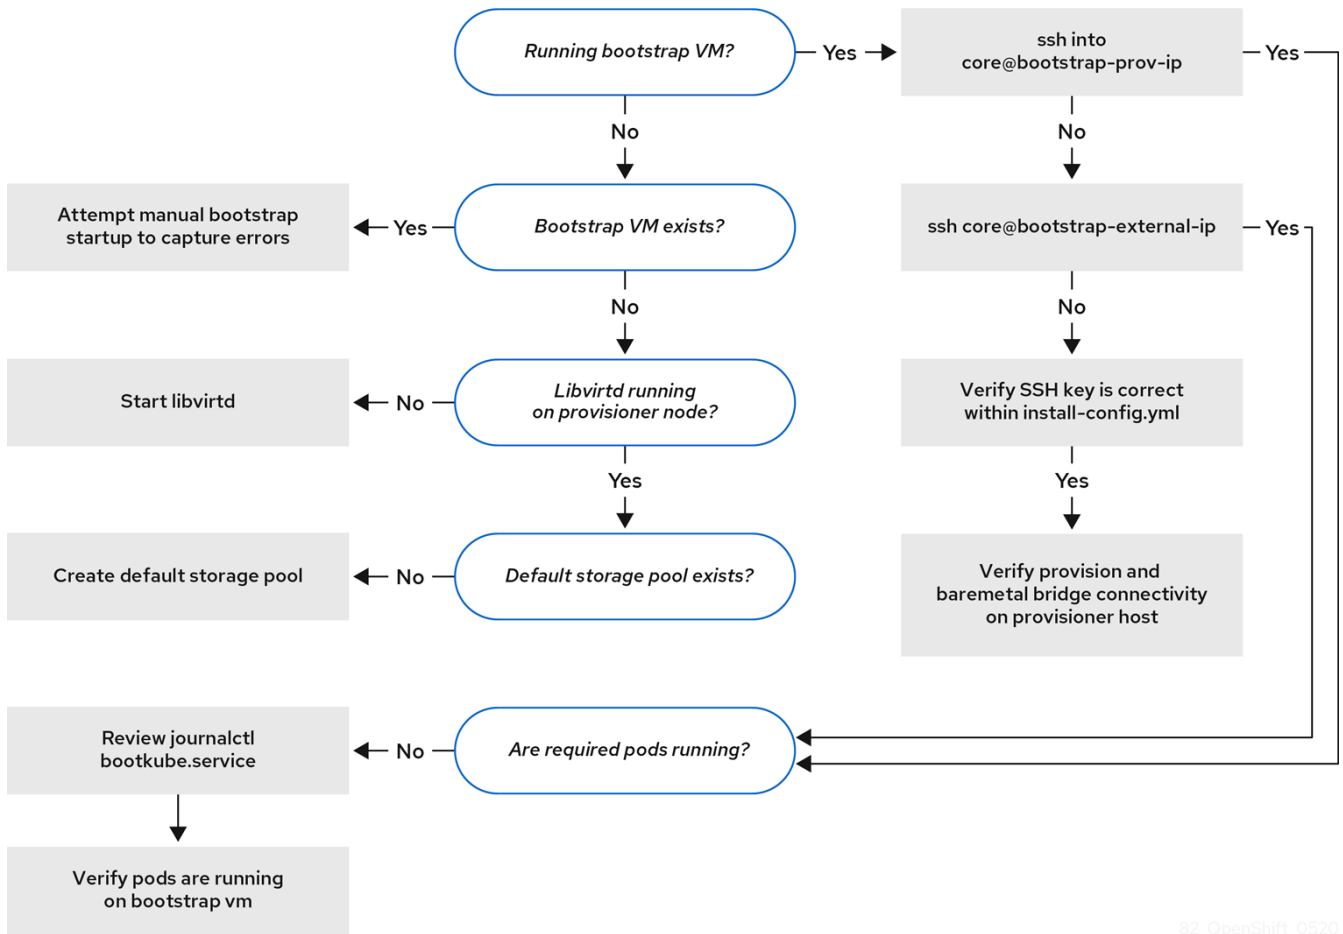 Running bootstrap VM?
Yes
ssh into
core@bootstrap-prov-ip
Yes
No
No
Attempt manual bootstrap
startup to capture errors
Yes
Bootstrap VM exists?
ssh core@bootstrap-external-ip
Yes
No
No
Start libvirtd
No
Libvirtd running
on provisioner node?
Verify SSH key is correct
within install-config.yml
Yes
Yes
Create default storage pool
No
Default storage pool exists?
Verify provision and
baremetal bridge connectivity
on provisioner host
Review journalctl
bootkube.service
No
Are required pods running?
Verify pods are running
on bootstrap vm
82_OpenShift_0520